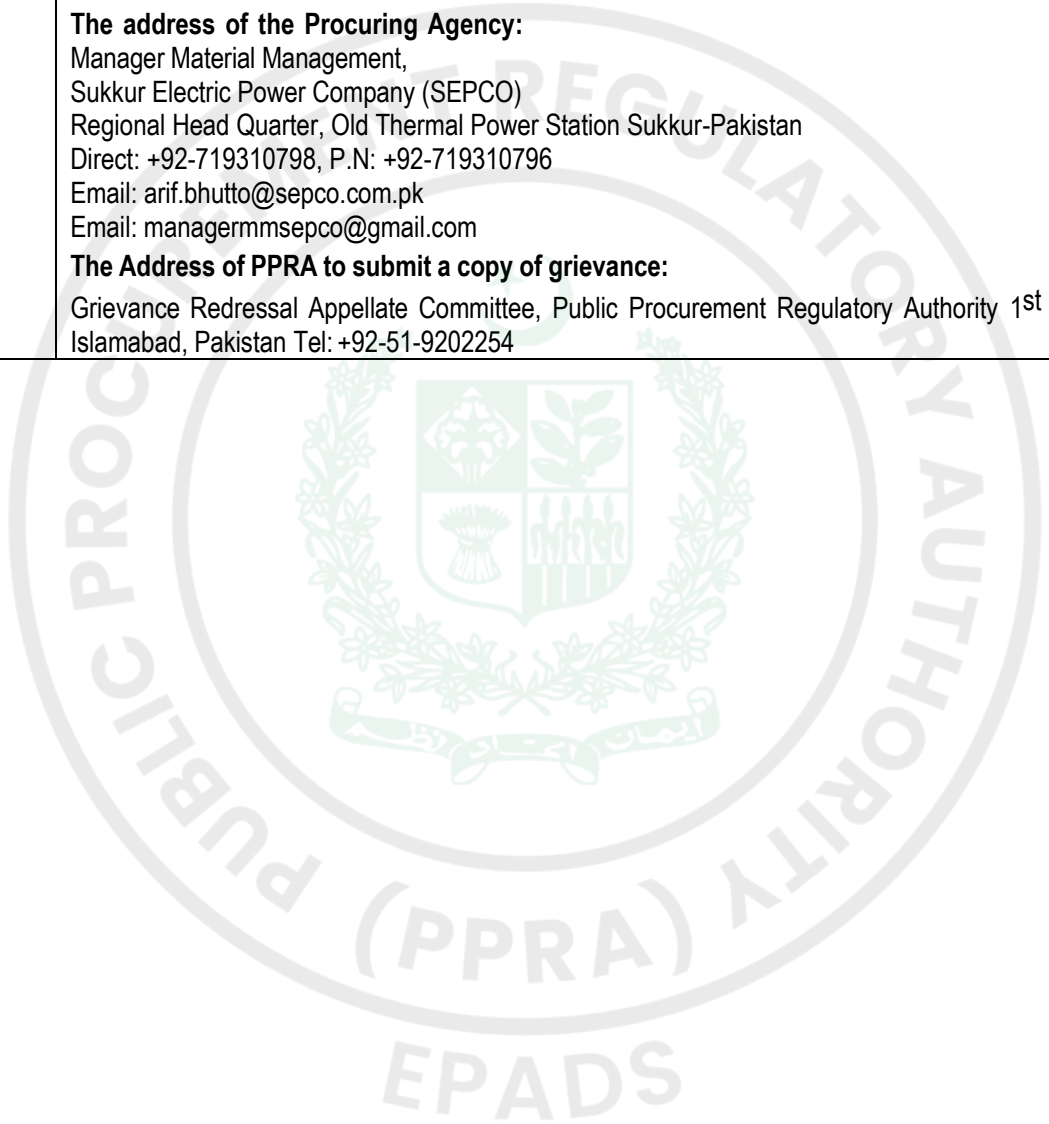 The address of the Procuring Agency:
Manager Material Management,
Sukkur Electric Power Company (SEPCO)
Regional Head Quarter, Old Thermal Power Station Sukkur-Pakistan
Direct: +92-719310798, P.N: +92-719310796
Email: arif.bhutto@sepco.com.pk
Email: managermmsepco@gmail.com
The Address of PPRA to submit a copy of grievance:
Grievance Redressal Appellate Committee, Public Procurement Regulatory Authority 1st
Islamabad, Pakistan Tel: +92-51-9202254
PUBLIC PROCUREMENT REGULATORY AUTHORITY
(PPRA)
EPADS